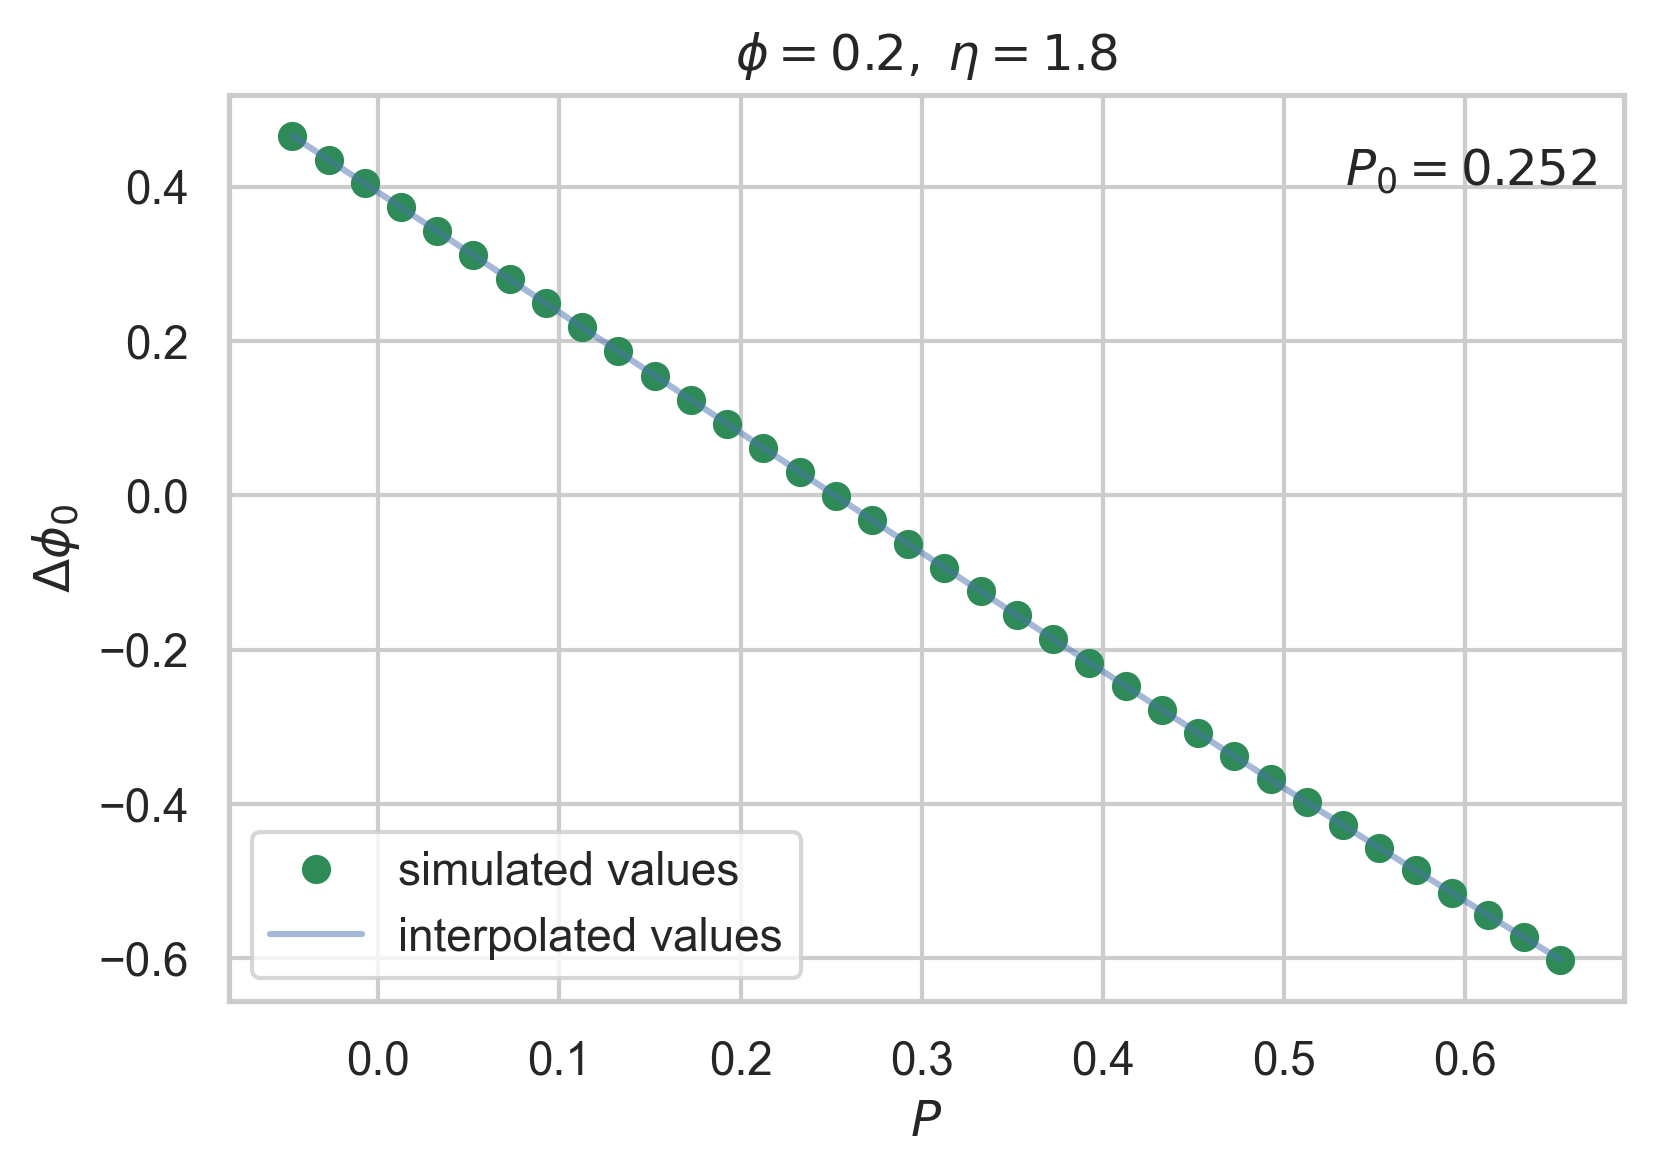 ϕ = 0.2, η = 1.8
P₀ = 0.252
0.4
0.2
0.0
−0.2
−0.4
−0.6
Δϕ₀
simulated values
interpolated values
0.0 0.1 0.2 0.3 0.4 0.5 0.6
P